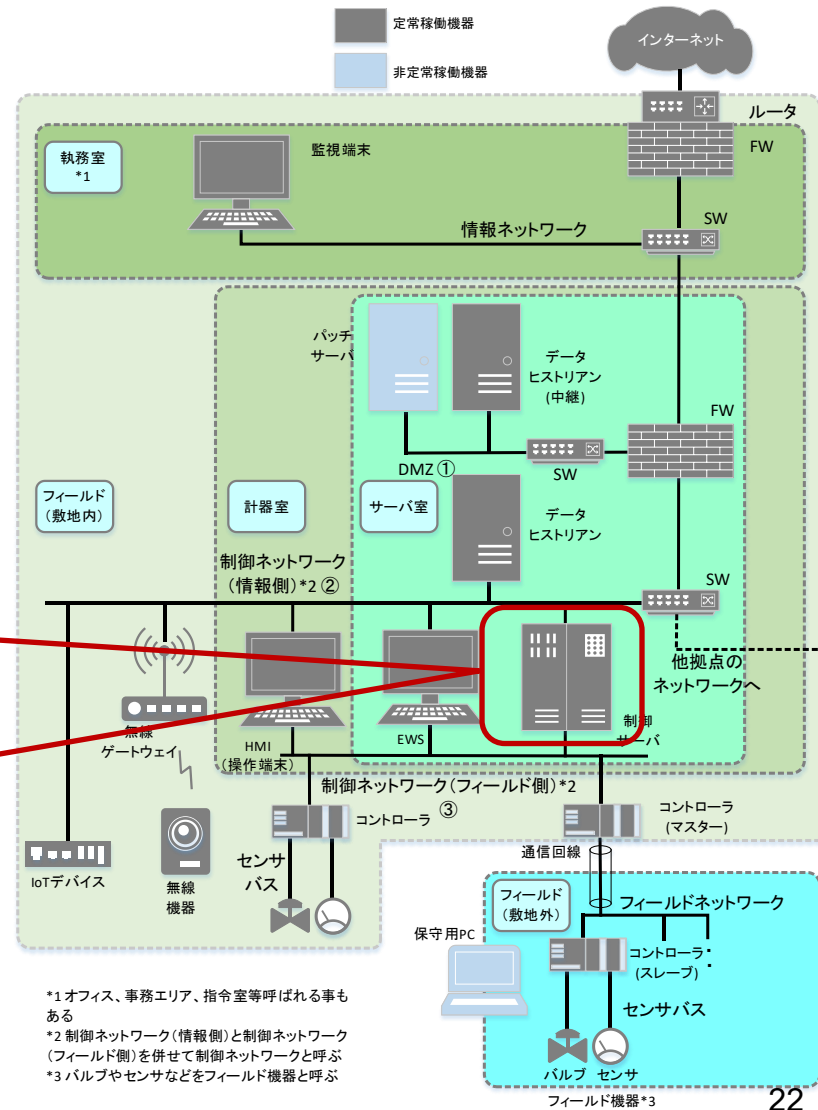 定常稼働機器
非定常稼働機器
インターネット
ルータ
FW
執務室
*1
監視端末
SW
情報ネットワーク
パッチ
サーバ
データ
ヒストリアン
(中継)
FW
DMZ①
SW
フィールド
(敷地内)
計器室
サーバ室
データ
ヒストリアン
制御ネットワーク
(情報側)*2 ②
SW
他拠点の
ネットワークへ
無線
ゲートウェイ
HMI
(操作端末)
EWS
制御
サーバ
制御ネットワーク(フィールド側)*2
③
コントローラ
コントローラ
(マスター)
IoTデバイス
無線
機器
センサ
バス
通信回線
フィールド
(敷地外)
フィールドネットワーク
保守用PC
コントローラ
(スレーブ)
センサバス
バルブ
センサ
フィールド機器*3
*1 オフィス、事務エリア、指令室等呼ばれる事も
ある
*2 制御ネットワーク(情報側)と制御ネットワーク
(フィールド側)を併せて制御ネットワークと呼ぶ
*3 バルブやセンサなどをフィールド機器と呼ぶ
22